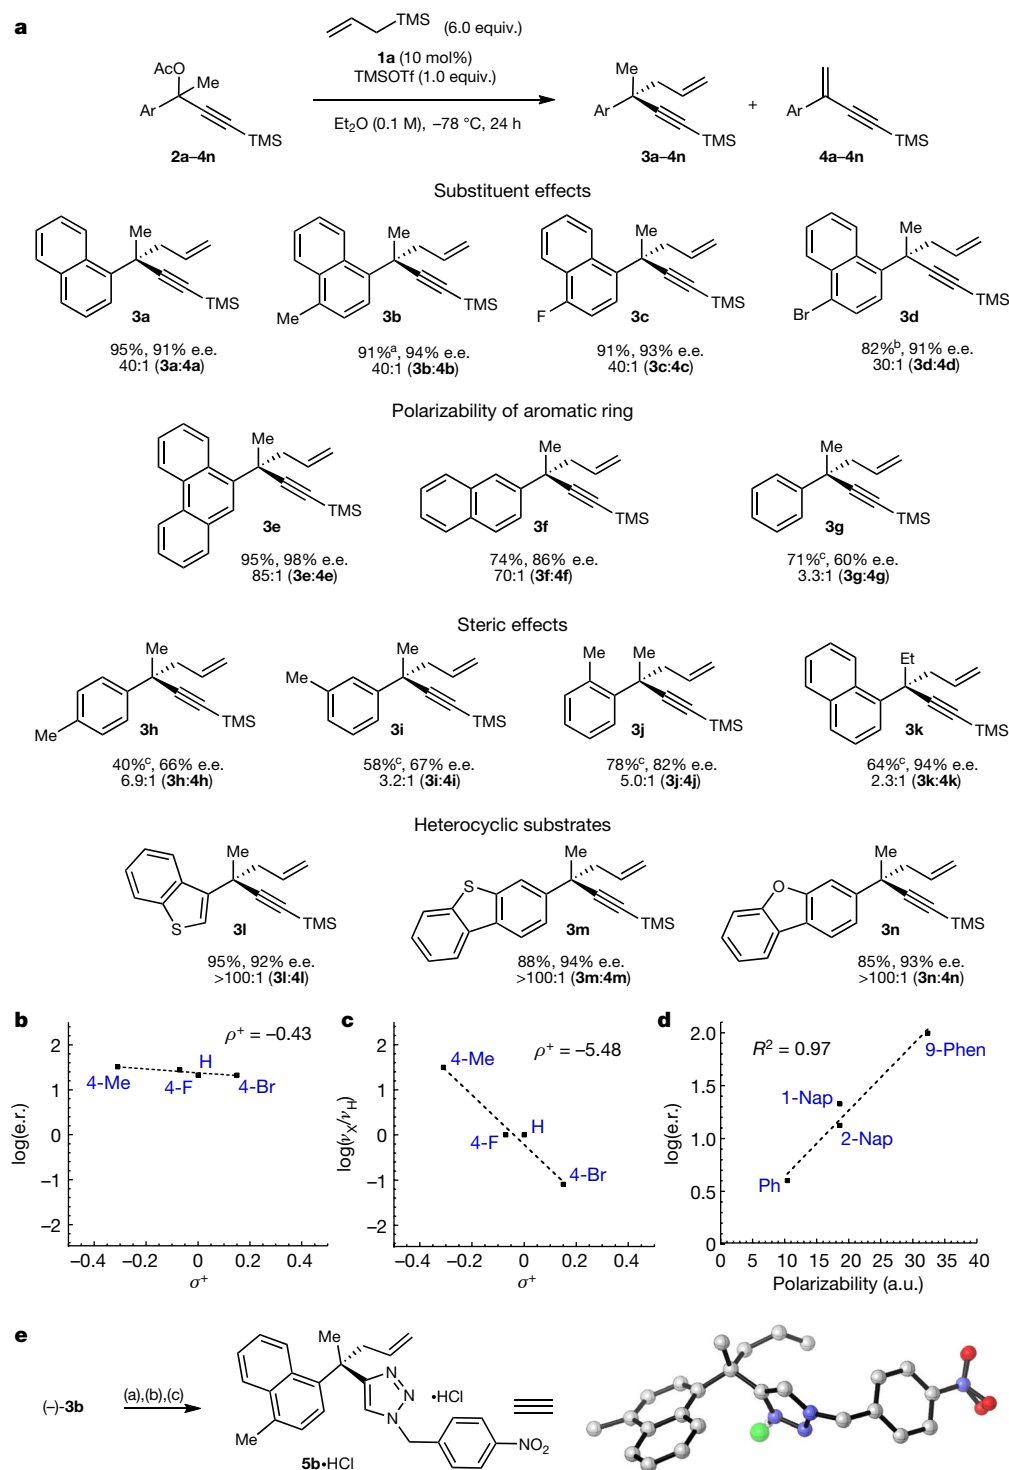 a
TMS (6.0 equiv.)
1a (10 mol%)
TMSOTf (1.0 equiv.)
Et2O (0.1 M), –78 °C, 24 h
AcO Me Ar TMS
2a–4n
Me Ar TMS
3a–4n
+
Ar TMS
4a–4n
Substituent effects
Me TMS
3a
95%, 91% e.e.
40:1 (3a:4a)
Me Me TMS
3b
91%a, 94% e.e.
40:1 (3b:4b)
Me F TMS
3c
91%, 93% e.e.
40:1 (3c:4c)
Me Br TMS
3d
82%b, 91% e.e.
30:1 (3d:4d)
Polarizability of aromatic ring
Me TMS
3e
95%, 98% e.e.
85:1 (3e:4e)
Me TMS
3f
74%, 86% e.e.
70:1 (3f:4f)
Me TMS
3g
71%c, 60% e.e.
3.3:1 (3g:4g)
Steric effects
Me Me TMS
3h
40%c, 66% e.e.
6.9:1 (3h:4h)
Me Me TMS
3i
58%c, 67% e.e.
3.2:1 (3i:4i)
Me Me TMS
3j
78%c, 82% e.e.
5.0:1 (3j:4j)
Et TMS
3k
64%c, 94% e.e.
2.3:1 (3k:4k)
Heterocyclic substrates
Me S TMS
3l
95%, 92% e.e.
>100:1 (3l:4l)
Me S TMS
3m
88%, 94% e.e.
>100:1 (3m:4m)
Me O TMS
3n
85%, 93% e.e.
>100:1 (3n:4n)
b
ρ+ = –0.43
log(e.r.)
2
1
0
–1
–2
4-Me
4-F
H
4-Br
–0.4 –0.2 0 0.2 0.4
σ+
c
ρ+ = –5.48
log(νX/νH)
2
1
0
–1
–2
4-Me
4-F
H
4-Br
–0.4 –0.2 0 0.2 0.4
σ+
d
R2 = 0.97
log(e.r.)
2.0
1.5
1.0
0.5
0
9-Phen
1-Nap
2-Nap
Ph
0 5 10 15 20 25 30 35 40
Polarizability (a.u.)
e
(–)-3b
(a),(b),(c)
Me
N
N
N
•HCl
Me
NO2
5b•HCl